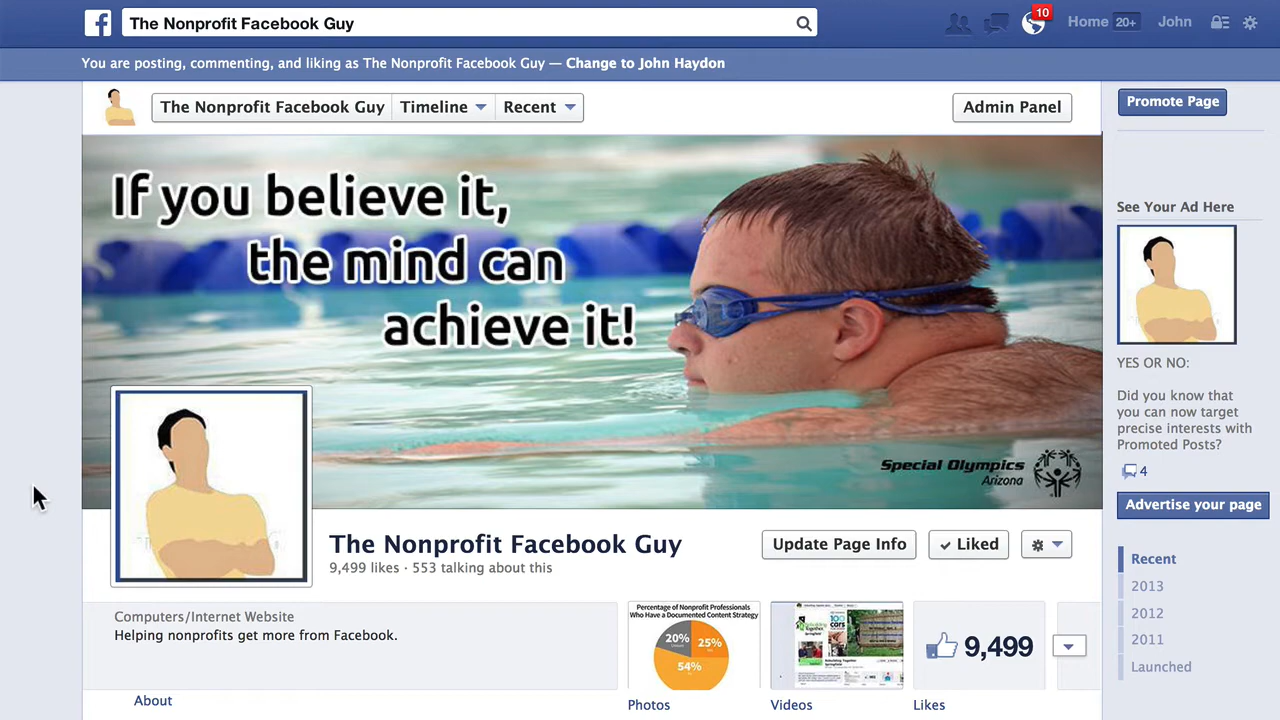 The Nonprofit Facebook Guy
10
Home 20+
John
You are posting, commenting, and liking as The Nonprofit Facebook Guy — Change to John Haydon
The Nonprofit Facebook Guy
Timeline
Recent
Admin Panel
Promote Page
If you believe it,
the mind can
achieve it!
Special Olympics
Arizona
See Your Ad Here
YES OR NO:
Did you know that
you can now target
precise interests with
Promoted Posts?
4
Advertise your page
The Nonprofit Facebook Guy
9,499 likes · 553 talking about this
Update Page Info
Liked
Recent
2013
2012
2011
Launched
Computers/Internet Website
Helping nonprofits get more from Facebook.
About
Percentage of Nonprofit Professionals
Who Have a Documented Content Strategy
20%
25%
54%
Photos
Videos
9,499
Likes